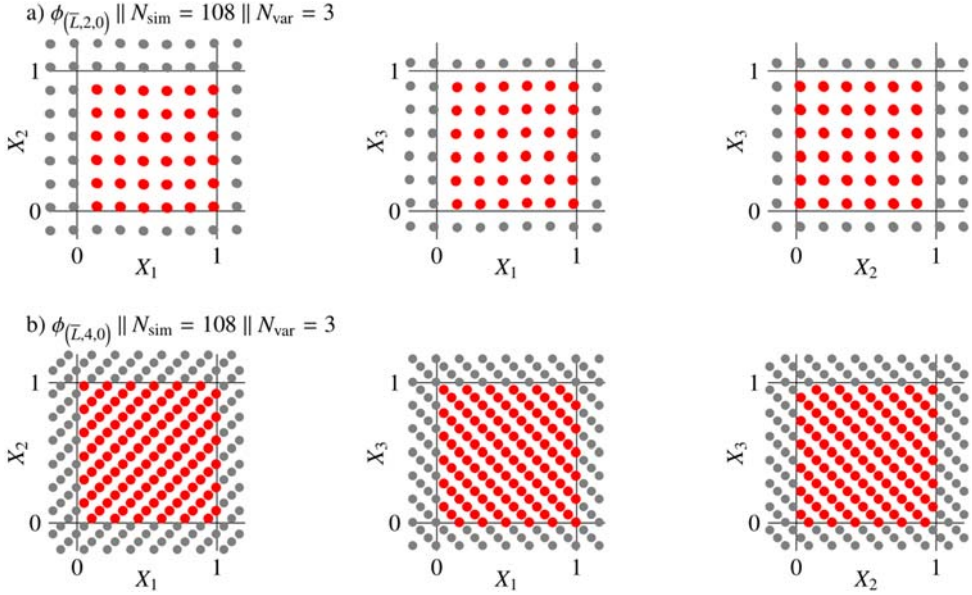 a) ϕ(L̅,2,0) || Nsim = 108 || Nvar = 3
X2
1
0
0
1
X1
X3
1
0
0
1
X1
X3
1
0
0
1
X2
b) ϕ(L̅,4,0) || Nsim = 108 || Nvar = 3
X2
1
0
0
1
X1
X3
1
0
0
1
X1
X3
1
0
0
1
X2